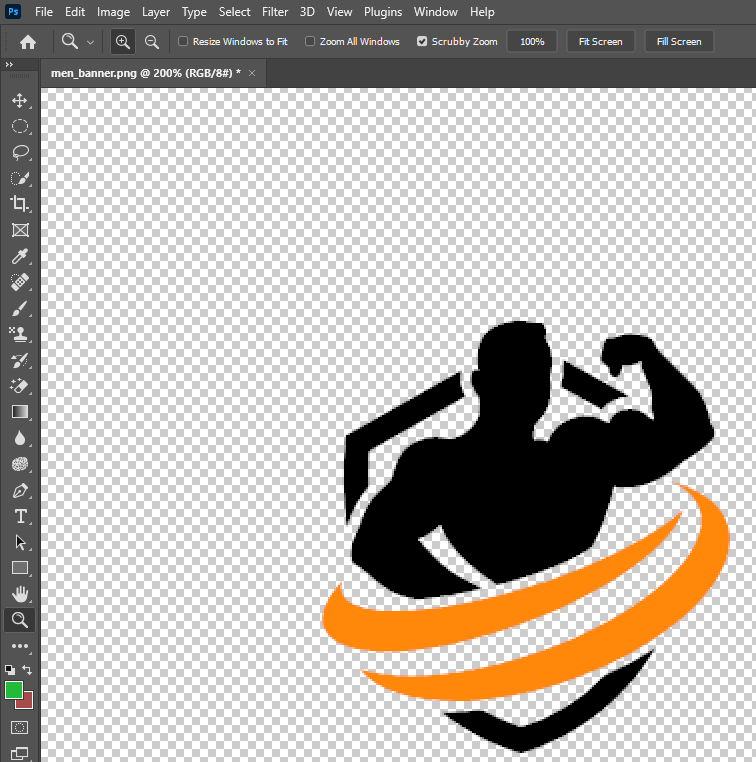 Ps File Edit Image Layer Type Select Filter 3D View Plugins Window Help
Resize Windows to Fit Zoom All Windows Scrubby Zoom 100% Fit Screen Fill Screen
men_banner.png @ 200% (RGB/8#) * ×
T